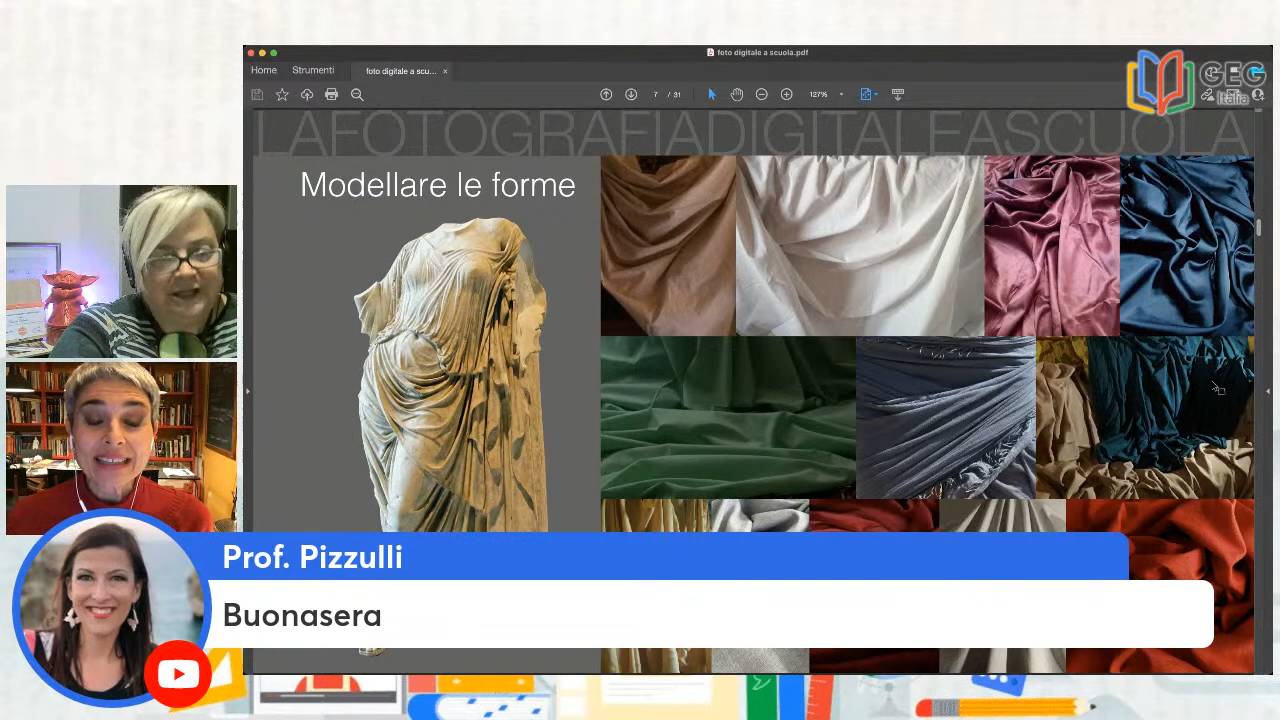 foto digitale a scuola.pdf
Home Strumenti foto digitale a scu... ×
7 / 31 127%
GEG
Italia
LAFOTOGRAFIADIGITALEASCUOLA
Modellare le forme
Prof. Pizzulli
Buonasera